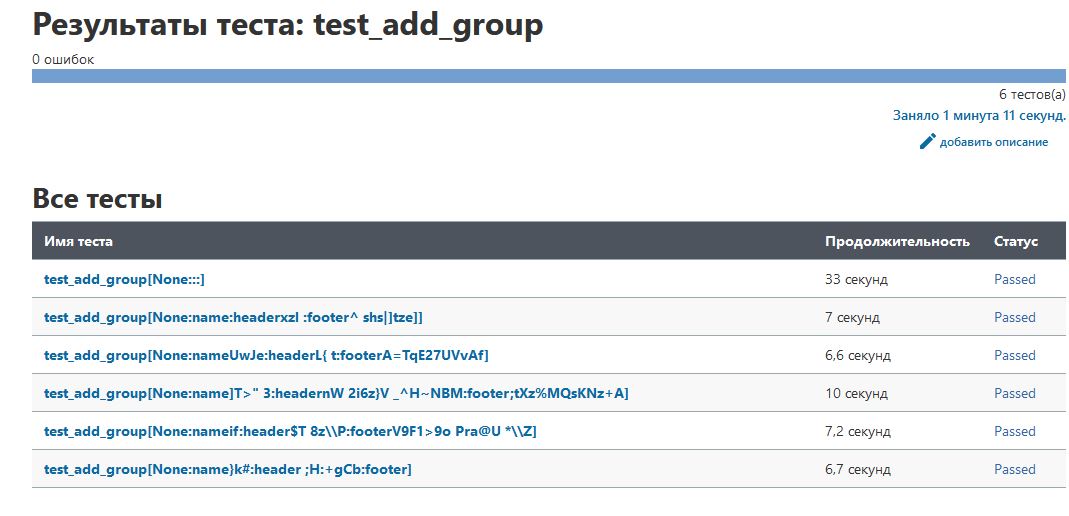 Результаты теста: test_add_group
0 ошибок
6 тестов(а)
Заняло 1 минута 11 секунд.
добавить описание
Все тесты
Имя теста Продолжительность Статус
test_add_group[None:::] 33 секунд Passed
test_add_group[None:name:headerxzl :footer^ shs|]tze]] 7 секунд Passed
test_add_group[None:nameUwJe:headerL{ t:footerA=TqE27UVvAf] 6,6 секунд Passed
test_add_group[None:name]T>" 3:headernW 2i6z}V _^H~NBM:footer;tXz%MQsKNz+A] 10 секунд Passed
test_add_group[None:nameif:header$T 8z\\P:footerV9F1>9o Pra@U *\\Z] 7,2 секунд Passed
test_add_group[None:name}k#:header ;H:+gCb:footer] 6,7 секунд Passed